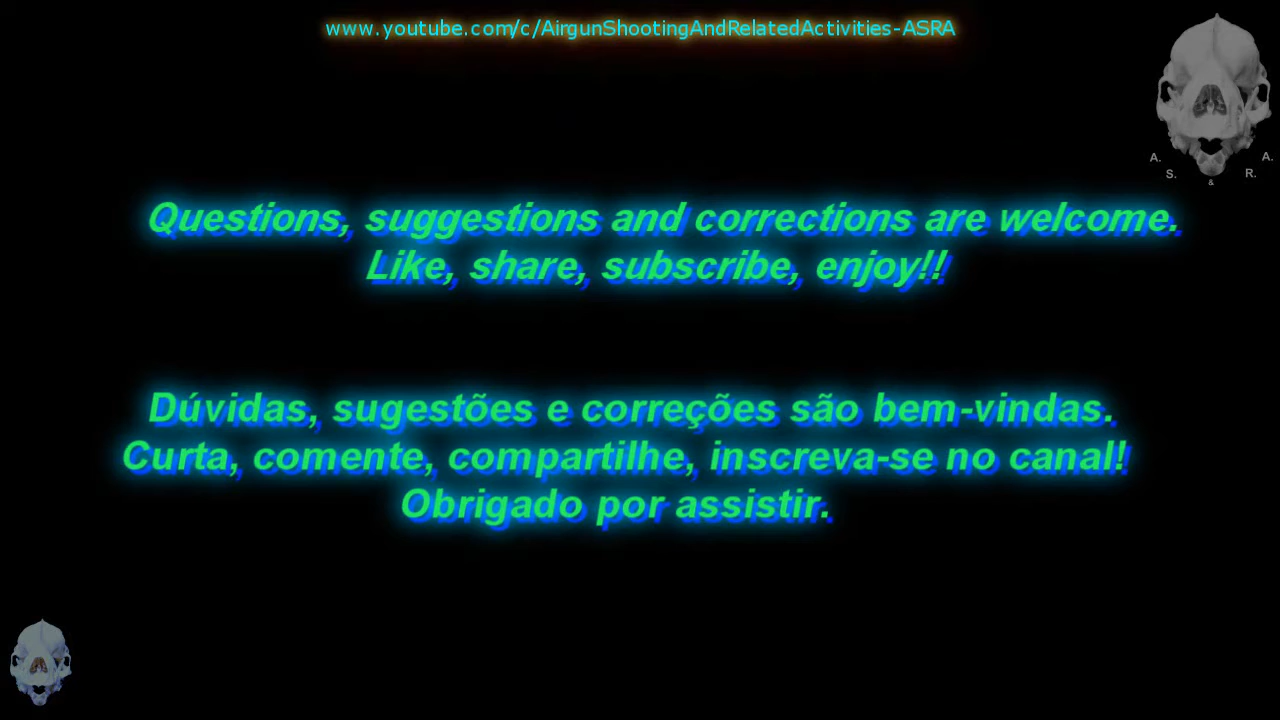 www.youtube.com/c/AirgunShootingAndRelatedActivities-ASRA
A. S. & R. A.
Questions, suggestions and corrections are welcome.
Like, share, subscribe, enjoy!!
Dúvidas, sugestões e correções são bem-vindas.
Curta, comente, compartilhe, inscreva-se no canal!
Obrigado por assistir.